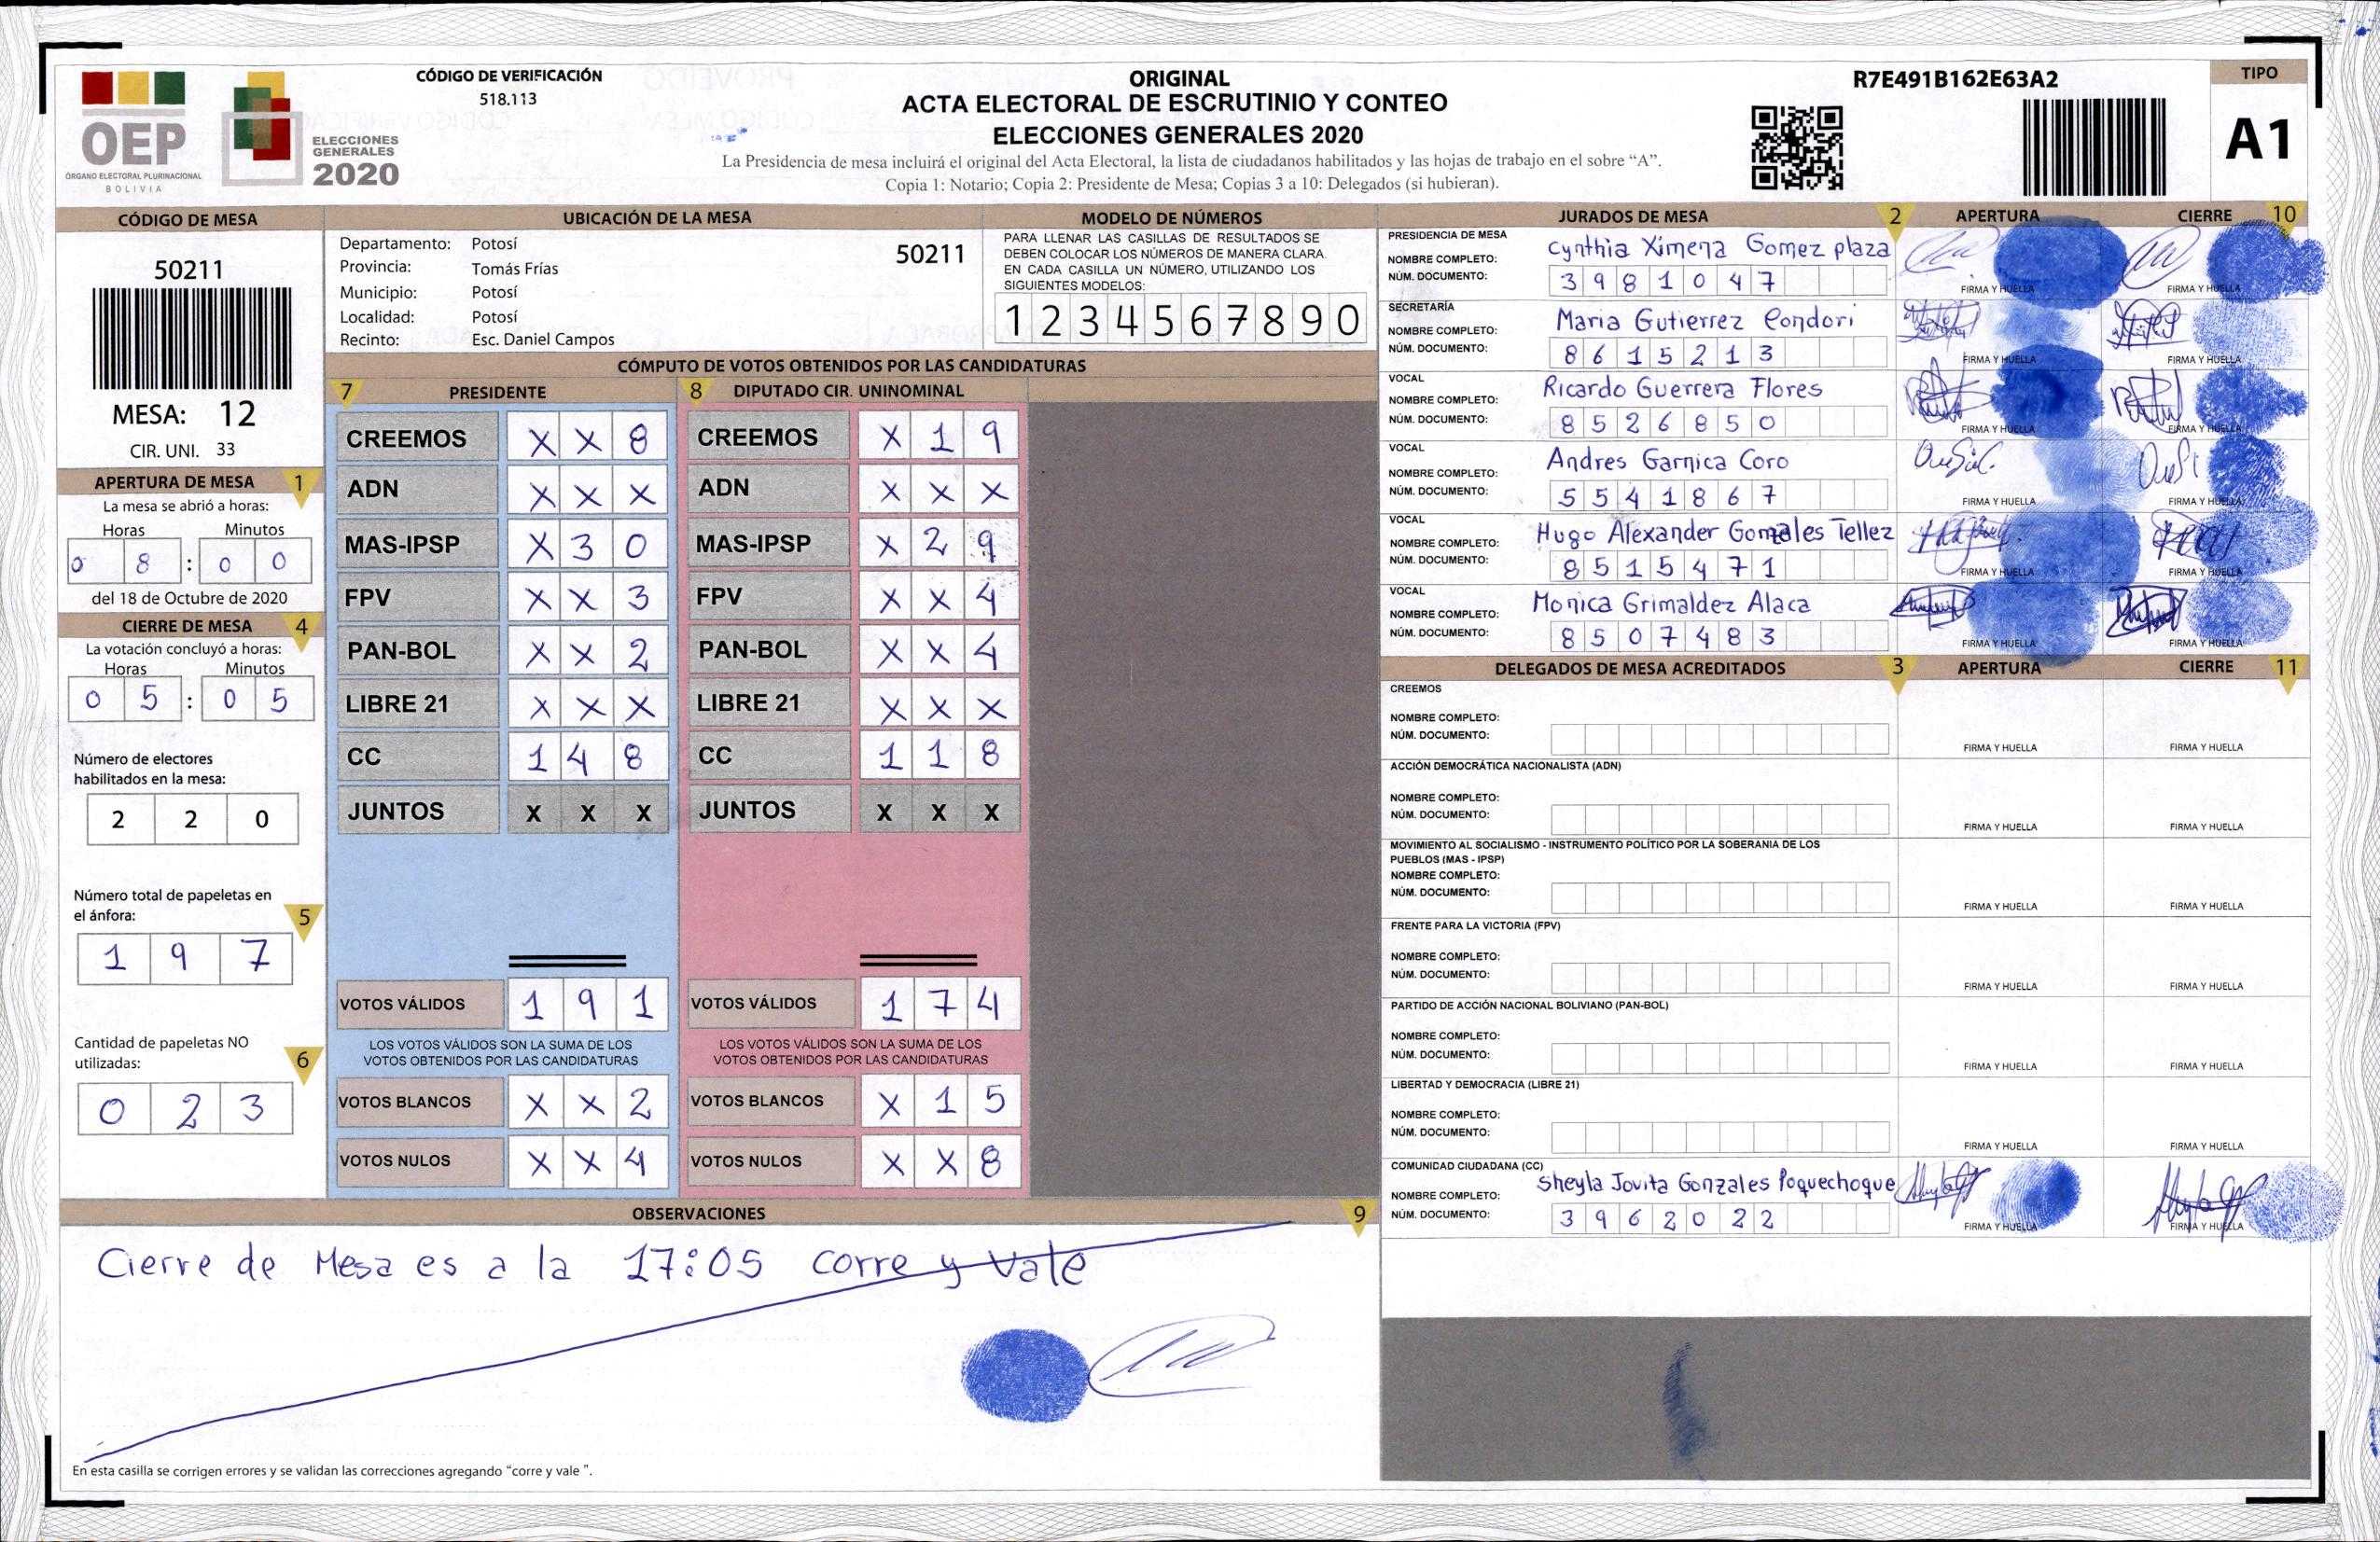 OEP
ÓRGANO ELECTORAL PLURINACIONAL
BOLIVIA
ELECCIONES
GENERALES
2020
CÓDIGO DE VERIFICACIÓN
518.113
ORIGINAL
ACTA ELECTORAL DE ESCRUTINIO Y CONTEO
ELECCIONES GENERALES 2020
La Presidencia de mesa incluirá el original del Acta Electoral, la lista de ciudadanos habilitados y las hojas de trabajo en el sobre “A”.
Copia 1: Notario; Copia 2: Presidente de Mesa; Copias 3 a 10: Delegados (si hubieran).
R7E491B162E63A2
TIPO
A1
CÓDIGO DE MESA
50211
MESA: 12
CIR. UNI. 33
APERTURA DE MESA 1
La mesa se abrió a horas:
Horas Minutos
0 8 : 0 0
del 18 de Octubre de 2020
CIERRE DE MESA 4
La votación concluyó a horas:
Horas Minutos
0 5 : 0 5
Número de electores
habilitados en la mesa:
2 2 0
Número total de papeletas en
el ánfora: 5
1 9 7
Cantidad de papeletas NO
utilizadas: 6
0 2 3
UBICACIÓN DE LA MESA
Departamento: Potosí 50211
Provincia: Tomás Frías
Municipio: Potosí
Localidad: Potosí
Recinto: Esc. Daniel Campos
MODELO DE NÚMEROS
PARA LLENAR LAS CASILLAS DE RESULTADOS SE
DEBEN COLOCAR LOS NÚMEROS DE MANERA CLARA.
EN CADA CASILLA UN NÚMERO, UTILIZANDO LOS
SIGUIENTES MODELOS:
1 2 3 4 5 6 7 8 9 0
CÓMPUTO DE VOTOS OBTENIDOS POR LAS CANDIDATURAS
7 PRESIDENTE
CREEMOS X X 8
ADN X X X
MAS-IPSP X 3 0
FPV X X 3
PAN-BOL X X 2
LIBRE 21 X X X
CC 1 4 8
JUNTOS X X X
VOTOS VÁLIDOS 1 9 1
LOS VOTOS VÁLIDOS SON LA SUMA DE LOS
VOTOS OBTENIDOS POR LAS CANDIDATURAS
VOTOS BLANCOS X X 2
VOTOS NULOS X X 4
8 DIPUTADO CIR. UNINOMINAL
CREEMOS X 1 9
ADN X X X
MAS-IPSP X 2 9
FPV X X 4
PAN-BOL X X 4
LIBRE 21 X X X
CC 1 1 8
JUNTOS X X X
VOTOS VÁLIDOS 1 7 4
LOS VOTOS VÁLIDOS SON LA SUMA DE LOS
VOTOS OBTENIDOS POR LAS CANDIDATURAS
VOTOS BLANCOS X 1 5
VOTOS NULOS X X 8
OBSERVACIONES 9
Cierre de Mesa es a la 17:05 corre y vale
En esta casilla se corrigen errores y se validan las correcciones agregando “corre y vale ”.
JURADOS DE MESA 2 APERTURA CIERRE 10
PRESIDENCIA DE MESA
NOMBRE COMPLETO: Cynthia Ximena Gomez plaza
NÚM. DOCUMENTO: 3 9 8 1 0 4 7
FIRMA Y HUELLA FIRMA Y HUELLA
SECRETARÍA
NOMBRE COMPLETO: Maria Gutierrez Condori
NÚM. DOCUMENTO: 8 6 1 5 2 1 3
FIRMA Y HUELLA FIRMA Y HUELLA
VOCAL
NOMBRE COMPLETO: Ricardo Guerrera Flores
NÚM. DOCUMENTO: 8 5 2 6 8 5 0
FIRMA Y HUELLA FIRMA Y HUELLA
VOCAL
NOMBRE COMPLETO: Andres Garnica Coro
NÚM. DOCUMENTO: 5 5 4 1 8 6 7
FIRMA Y HUELLA FIRMA Y HUELLA
VOCAL
NOMBRE COMPLETO: Hugo Alexander Gonzales Tellez
NÚM. DOCUMENTO: 8 5 1 5 4 7 1
FIRMA Y HUELLA FIRMA Y HUELLA
VOCAL
NOMBRE COMPLETO: Monica Grimaldez Alaca
NÚM. DOCUMENTO: 8 5 0 7 4 8 3
FIRMA Y HUELLA FIRMA Y HUELLA
DELEGADOS DE MESA ACREDITADOS 3 APERTURA CIERRE 11
CREEMOS
NOMBRE COMPLETO:
NÚM. DOCUMENTO:
FIRMA Y HUELLA FIRMA Y HUELLA
ACCIÓN DEMOCRÁTICA NACIONALISTA (ADN)
NOMBRE COMPLETO:
NÚM. DOCUMENTO:
FIRMA Y HUELLA FIRMA Y HUELLA
MOVIMIENTO AL SOCIALISMO - INSTRUMENTO POLÍTICO POR LA SOBERANIA DE LOS
PUEBLOS (MAS - IPSP)
NOMBRE COMPLETO:
NÚM. DOCUMENTO:
FIRMA Y HUELLA FIRMA Y HUELLA
FRENTE PARA LA VICTORIA (FPV)
NOMBRE COMPLETO:
NÚM. DOCUMENTO:
FIRMA Y HUELLA FIRMA Y HUELLA
PARTIDO DE ACCIÓN NACIONAL BOLIVIANO (PAN-BOL)
NOMBRE COMPLETO:
NÚM. DOCUMENTO:
FIRMA Y HUELLA FIRMA Y HUELLA
LIBERTAD Y DEMOCRACIA (LIBRE 21)
NOMBRE COMPLETO:
NÚM. DOCUMENTO:
FIRMA Y HUELLA FIRMA Y HUELLA
COMUNIDAD CIUDADANA (CC)
NOMBRE COMPLETO: Sheyla Jovita Gonzales Poquechoque
NÚM. DOCUMENTO: 3 9 6 2 0 2 2
FIRMA Y HUELLA FIRMA Y HUELLA